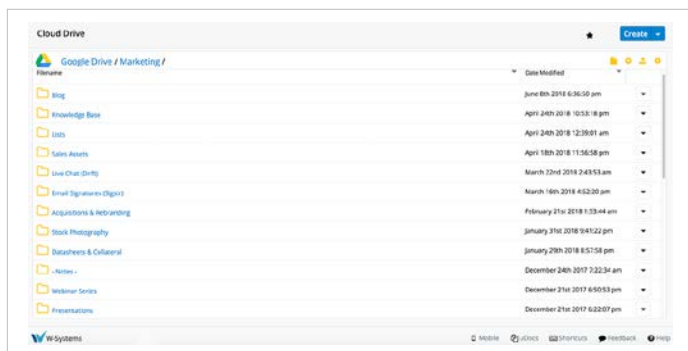 Cloud Drive
Create
Google Drive / Marketing /
Filename Date Modified
Blog June 8th 2018 6:36:50 pm
Knowledge Base April 24th 2018 10:53:18 pm
Lists April 24th 2018 12:39:01 am
Sales Assets April 18th 2018 11:56:58 pm
Live Chat (Drift) March 22nd 2018 2:43:53 am
Email Signatures (Sigstr) March 16th 2018 4:52:20 pm
Acquisitions & Rebranding February 21st 2018 1:53:44 am
Stock Photography January 31st 2018 9:41:22 pm
Datasheets & Collateral January 29th 2018 8:57:58 pm
- Notes - December 24th 2017 7:22:34 am
Webinar Series December 21st 2017 6:50:53 pm
Presentations December 21st 2017 6:22:07 pm
W-Systems Mobile Shortcuts Feedback Help